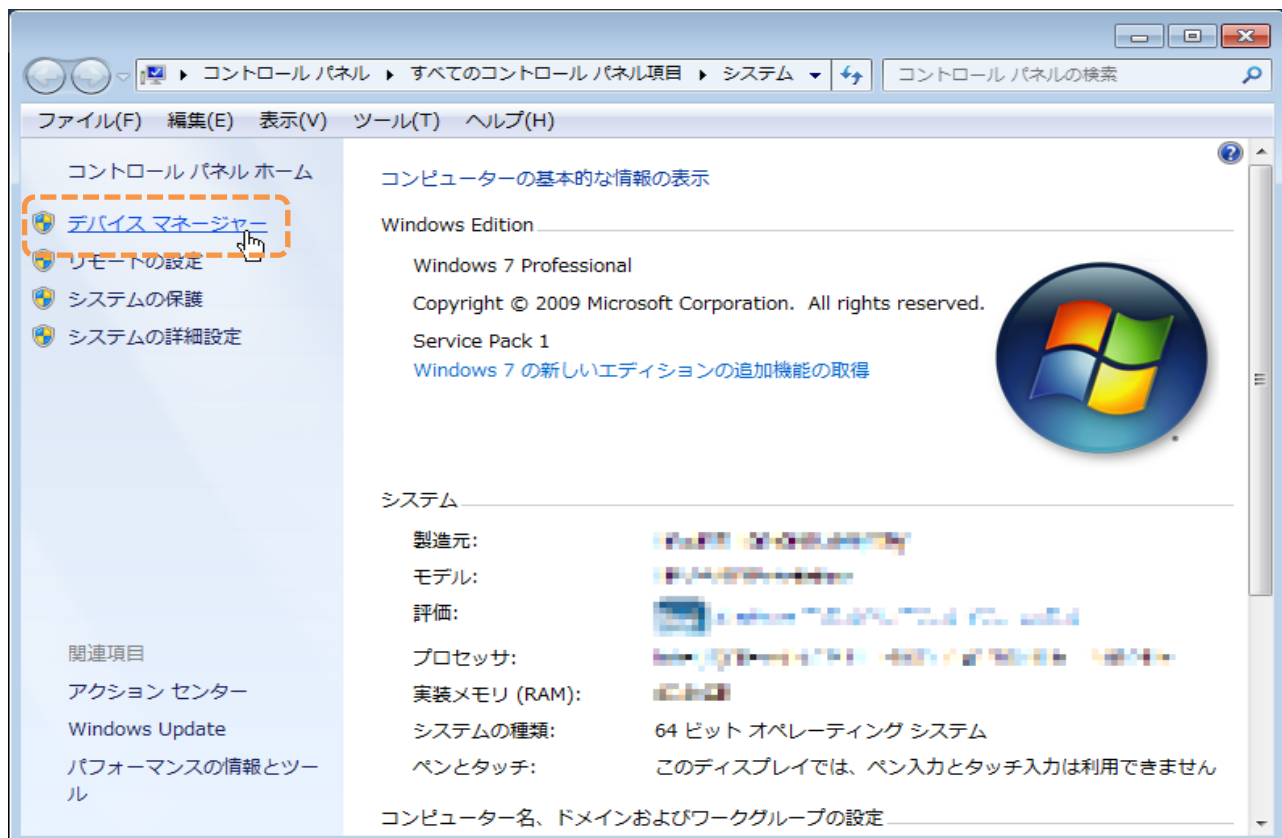 コントロール パネル ▸ すべてのコントロール パネル項目 ▸ システム
コントロール パネルの検索
ファイル(F) 編集(E) 表示(V) ツール(T) ヘルプ(H)
コントロール パネル ホーム
デバイス マネージャー
リモートの設定
システムの保護
システムの詳細設定
関連項目
アクション センター
Windows Update
パフォーマンスの情報とツー
ル
コンピューターの基本的な情報の表示
Windows Edition
Windows 7 Professional
Copyright © 2009 Microsoft Corporation. All rights reserved.
Service Pack 1
Windows 7 の新しいエディションの追加機能の取得
システム
製造元:
モデル:
評価:
プロセッサ:
実装メモリ (RAM):
システムの種類: 64 ビット オペレーティング システム
ペンとタッチ: このディスプレイでは、ペン入力とタッチ入力は利用できません
コンピューター名、ドメインおよびワークグループの設定